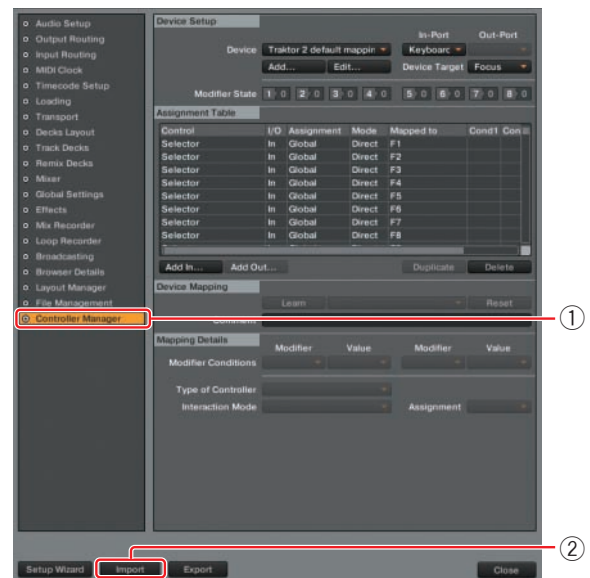 Audio Setup
Output Routing
Input Routing
MIDI Clock
Timecode Setup
Loading
Transport
Decks Layout
Track Decks
Remix Decks
Mixer
Global Settings
Effects
Mix Recorder
Loop Recorder
Broadcasting
Browser Details
Layout Manager
File Management
Controller Manager
Device Setup
In-Port Out-Port
Device Traktor 2 default mappin Keyboarc
Add... Edit... Device Target Focus
Modifier State 1 0 2 0 3 0 4 0 5 0 6 0 7 0 8 0
Assignment Table
Control I/O Assignment Mode Mapped to Cond1 Con
Selector In Global Direct F1
Selector In Global Direct F2
Selector In Global Direct F3
Selector In Global Direct F4
Selector In Global Direct F5
Selector In Global Direct F6
Selector In Global Direct F7
Selector In Global Direct F8
Add In... Add Out... Duplicate Delete
Device Mapping
Learn Reset
Comment
Mapping Details
Modifier Value Modifier Value
Modifier Conditions
Type of Controller
Interaction Mode Assignment
Setup Wizard Import Export Close
①
②